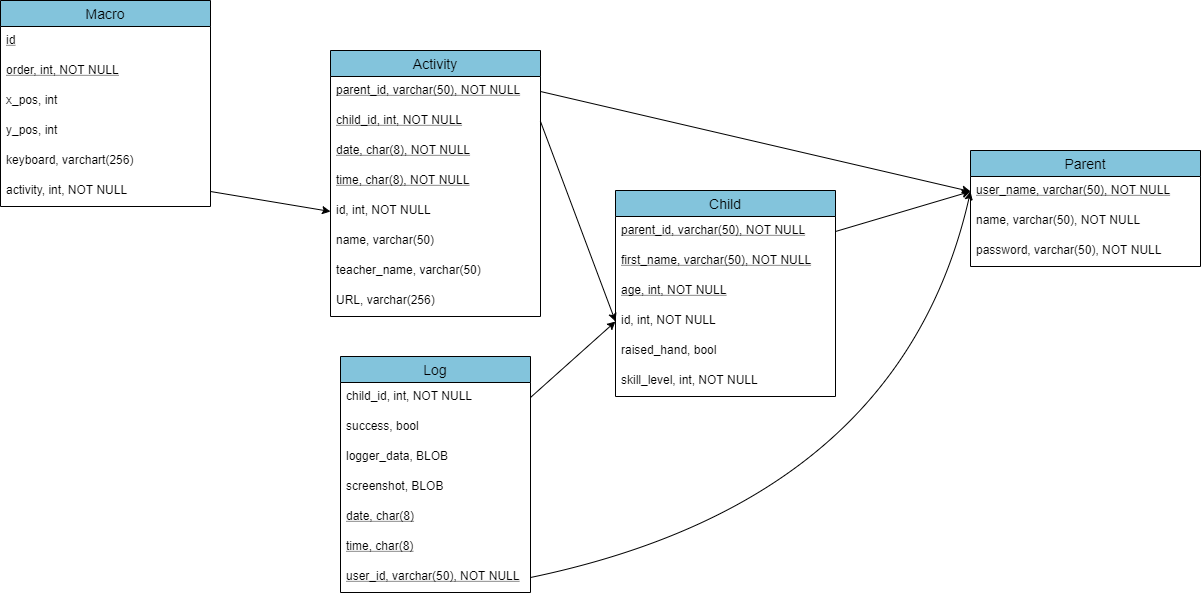 Macro
id
order, int, NOT NULL
x_pos, int
y_pos, int
keyboard, varchart(256)
activity, int, NOT NULL
Activity
parent_id, varchar(50), NOT NULL
child_id, int, NOT NULL
date, char(8), NOT NULL
time, char(8), NOT NULL
id, int, NOT NULL
name, varchar(50)
teacher_name, varchar(50)
URL, varchar(256)
Parent
user_name, varchar(50), NOT NULL
name, varchar(50), NOT NULL
password, varchar(50), NOT NULL
Child
parent_id, varchar(50), NOT NULL
first_name, varchar(50), NOT NULL
age, int, NOT NULL
id, int, NOT NULL
raised_hand, bool
skill_level, int, NOT NULL
Log
child_id, int, NOT NULL
success, bool
logger_data, BLOB
screenshot, BLOB
date, char(8)
time, char(8)
user_id, varchar(50), NOT NULL